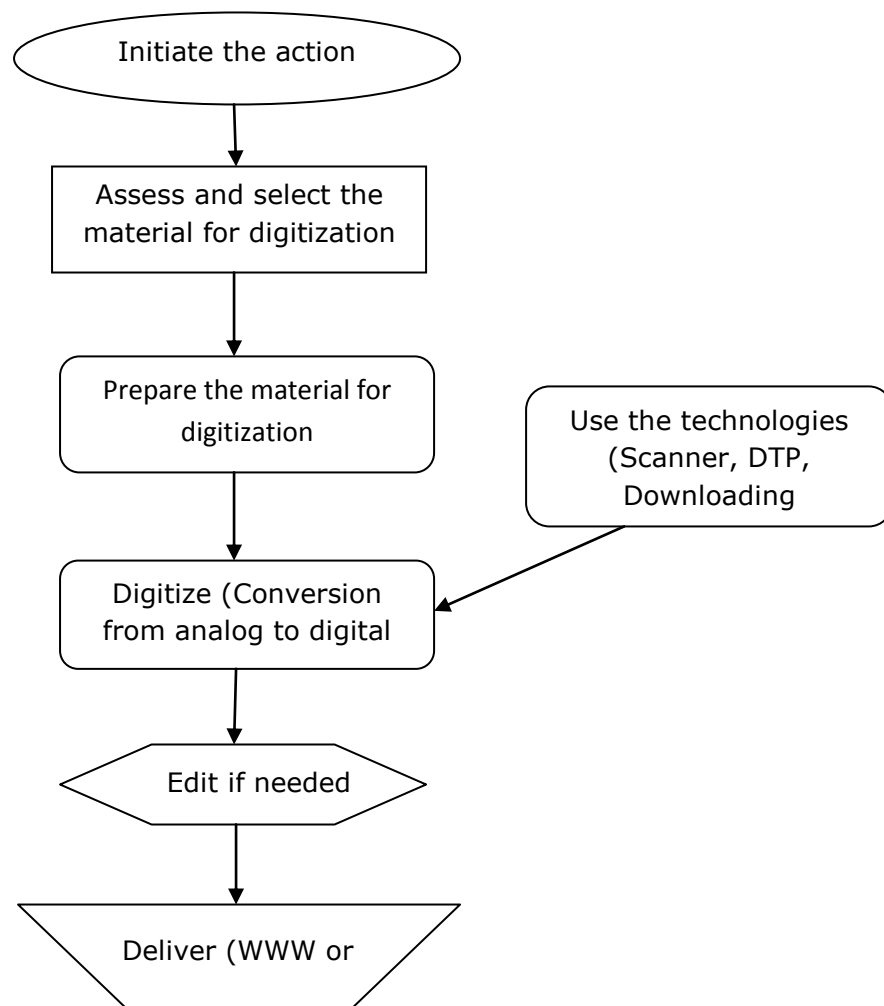 Initiate the action
Assess and select the
material for digitization
Prepare the material for
digitization
Use the technologies
(Scanner, DTP,
Downloading
Digitize (Conversion
from analog to digital
Edit if needed
Deliver (WWW or